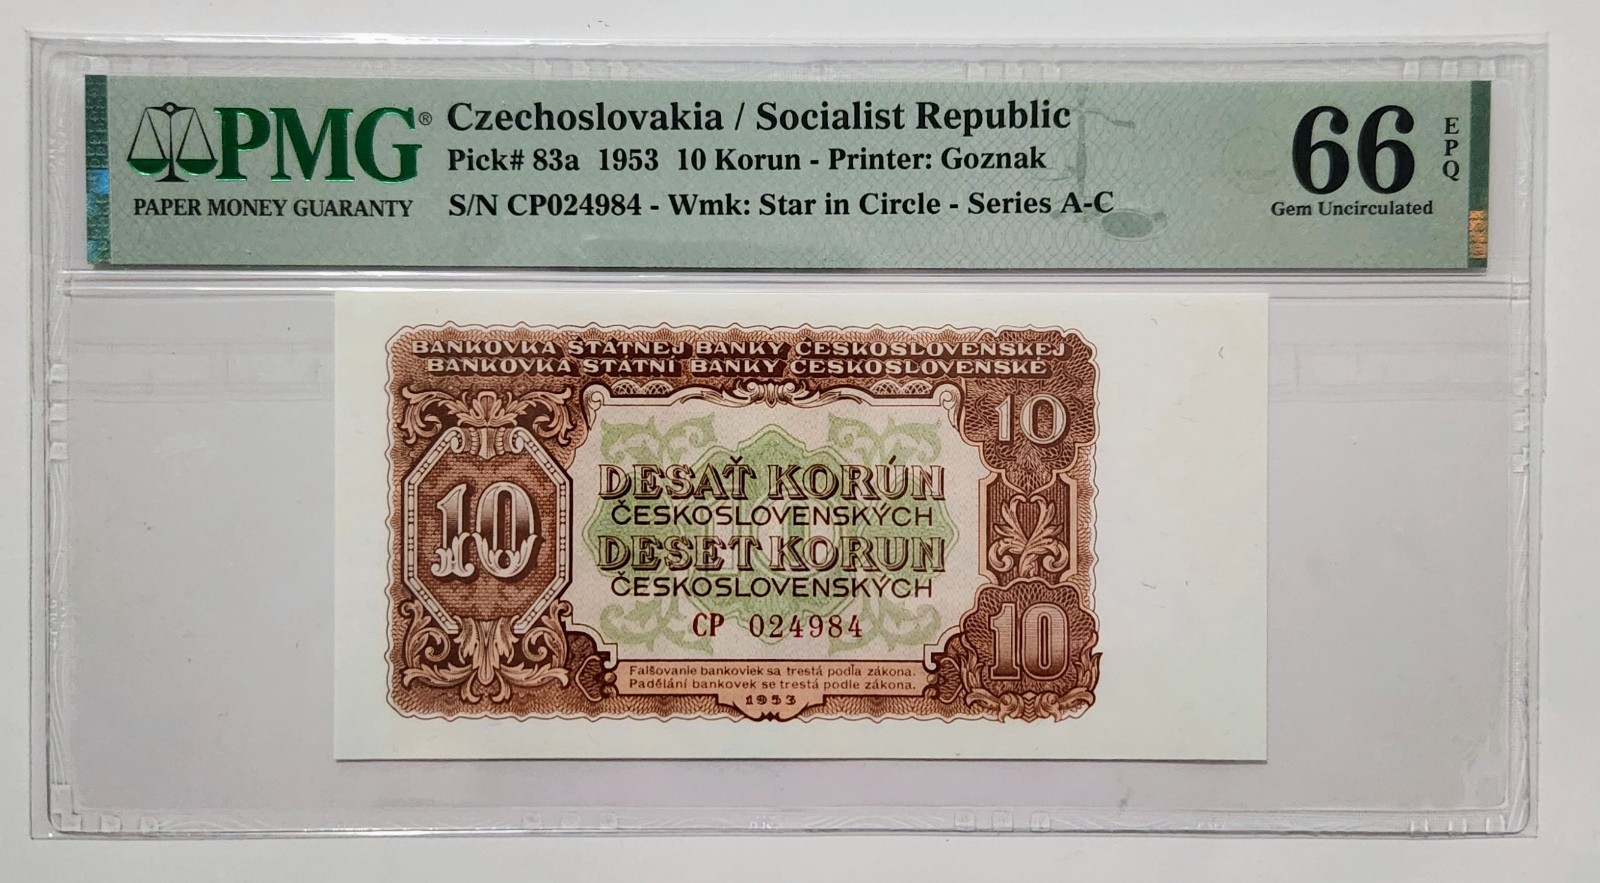 PMG®
PAPER MONEY GUARANTY
Czechoslovakia / Socialist Republic
Pick# 83a 1953 10 Korun - Printer: Goznak
S/N CP024984 - Wmk: Star in Circle - Series A-C
66
EPQ
Gem Uncirculated
BANKOVKA ŠTÁTNEJ BANKY ČESKOSLOVENSKEJ
BANKOVKA STÁTNÍ BANKY ČESKOSLOVENSKÉ
10
10
DESAŤ KORÚN
ČESKOSLOVENSKÝCH
DESET KORUN
ČESKOSLOVENSKÝCH
CP 024984
10
Falšovanie bankoviek sa trestá podľa zákona.
Padělání bankovek se trestá podle zákona.
1953